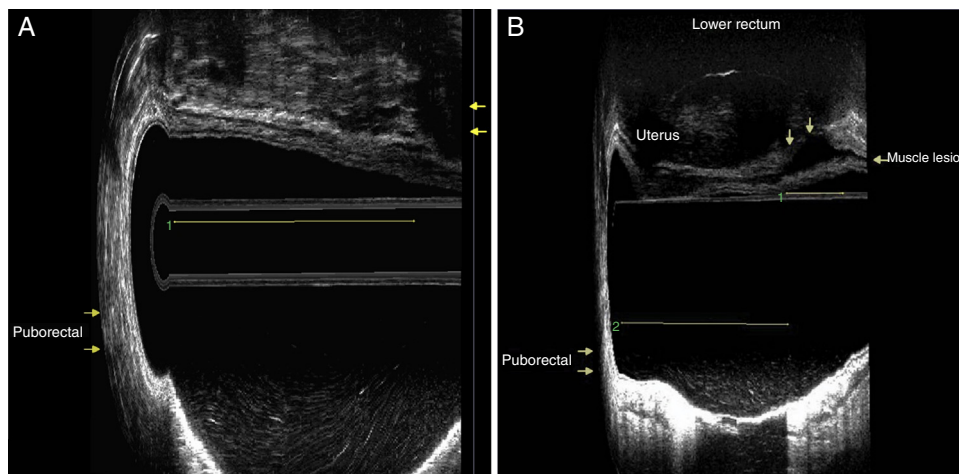 A
Puborectal
1
B
Lower rectum
Uterus
Muscle lesio
1
2
Puborectal